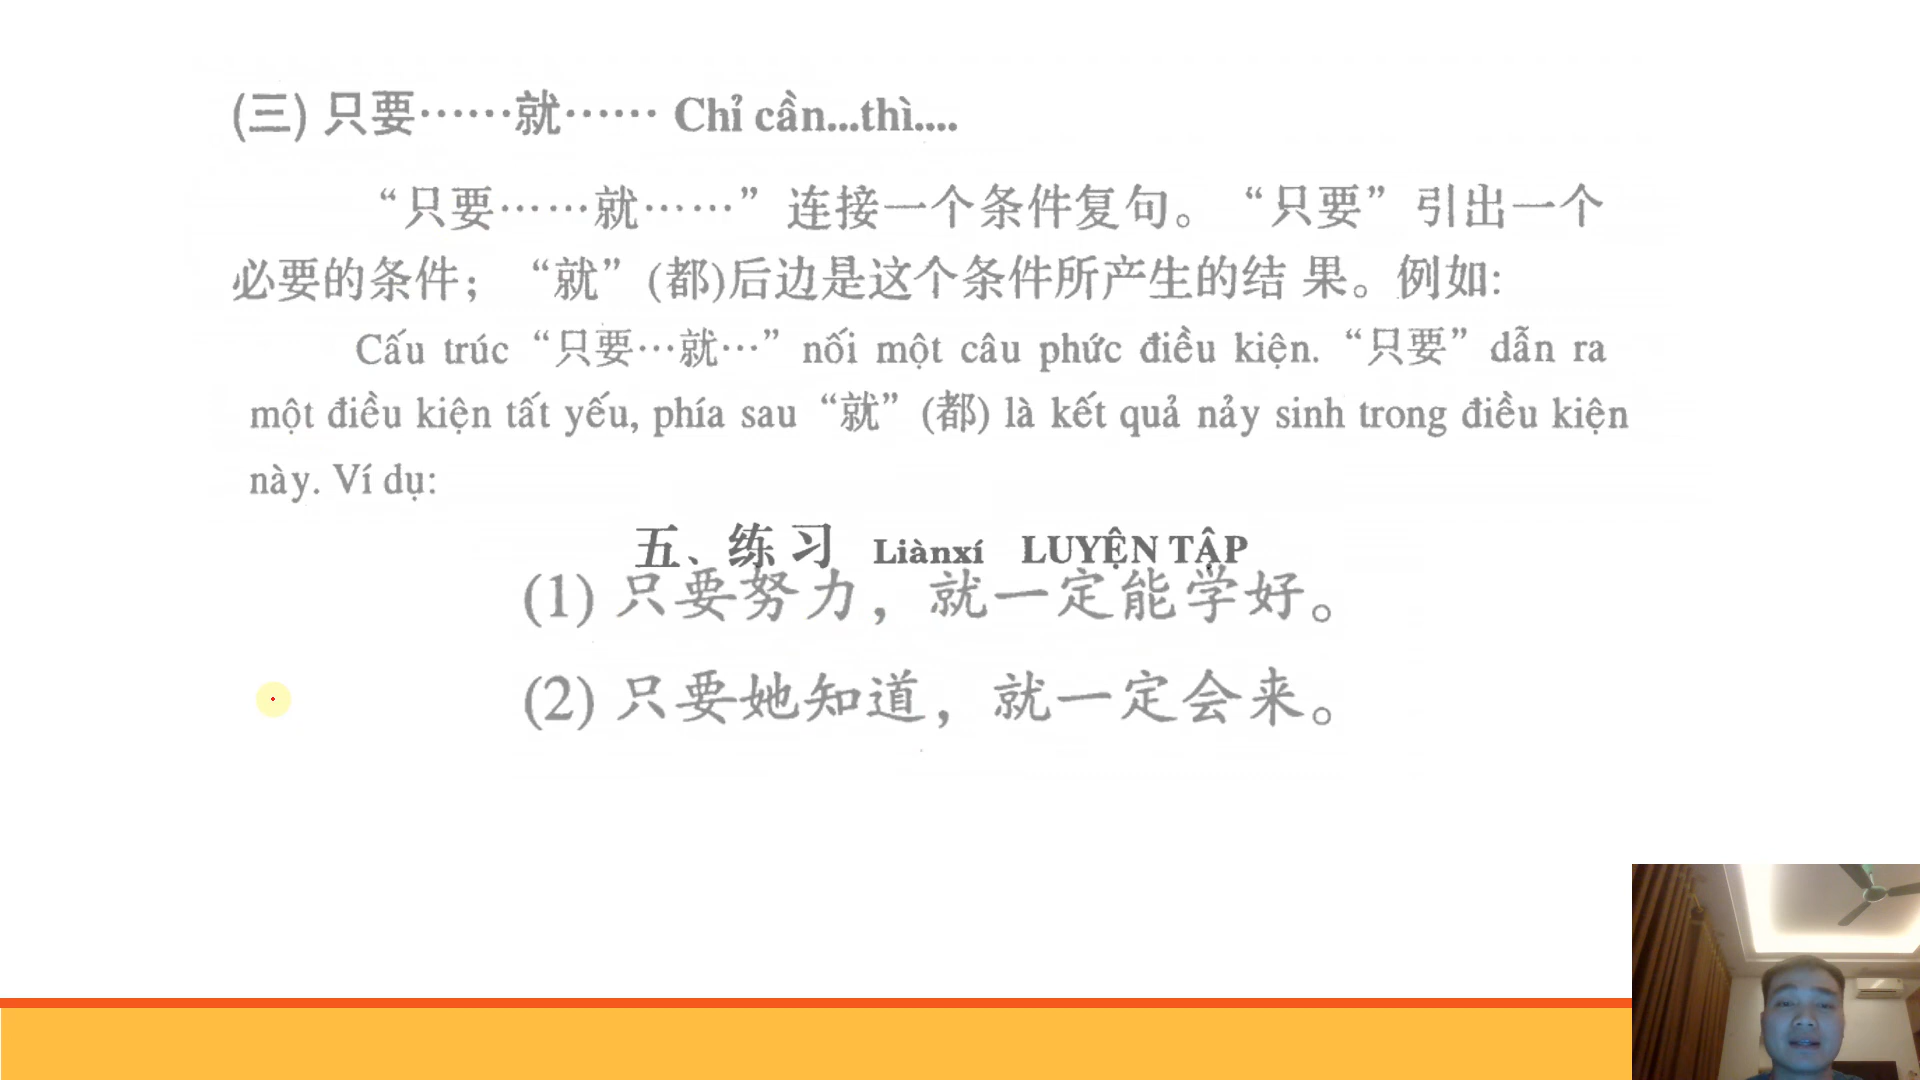 (三) 只要……就…… Chỉ cần...thì....
“只要……就……” 连接一个条件复句。 “只要” 引出一个
必要的条件； “就” (都)后边是这个条件所产生的结 果。例如:
Cấu trúc “只要…就…” nối một câu phức điều kiện. “只要” dẫn ra
một điều kiện tất yếu, phía sau “就” (都) là kết quả nảy sinh trong điều kiện
này. Ví dụ:
五、练 习 Liànxí LUYỆN TẬP
(1) 只要努力，就一定能学好。
(2) 只要她知道，就一定会来。